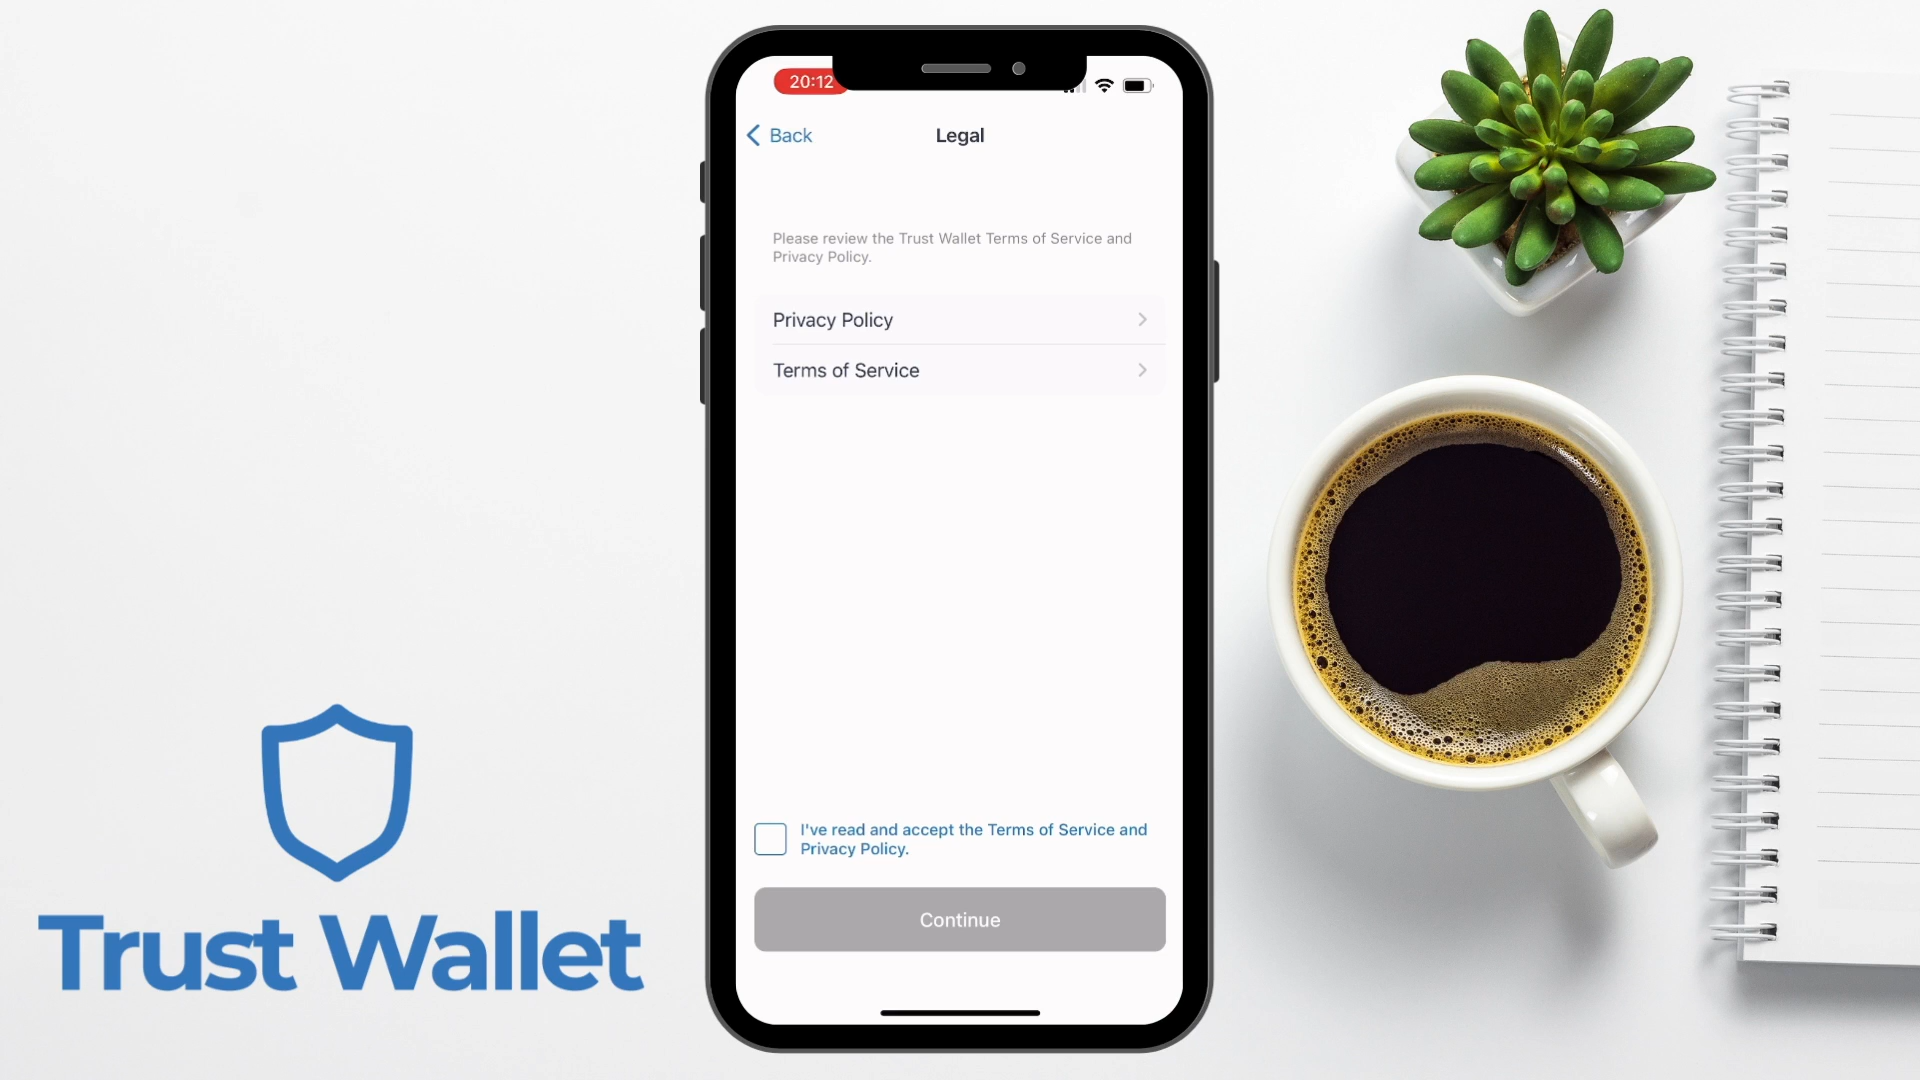 20:12
Back
Legal
Please review the Trust Wallet Terms of Service and
Privacy Policy.
Privacy Policy
Terms of Service
I've read and accept the Terms of Service and
Privacy Policy.
Continue
Trust Wallet